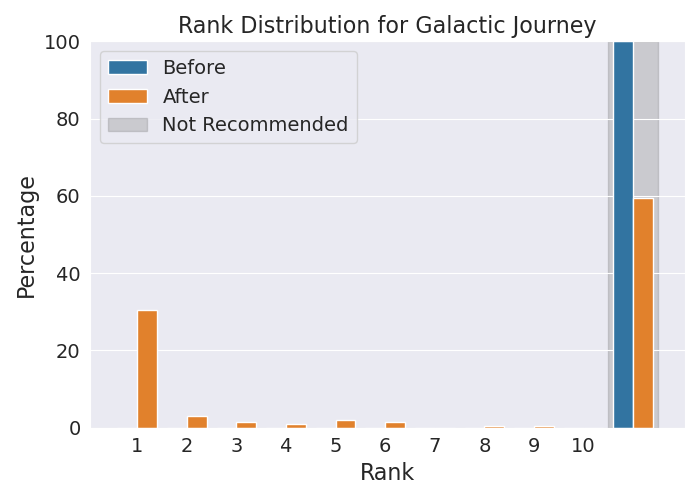 Rank Distribution for Galactic Journey
100
80
60
40
20
0
Percentage
Before
After
Not Recommended
1 2 3 4 5 6 7 8 9 10
Rank